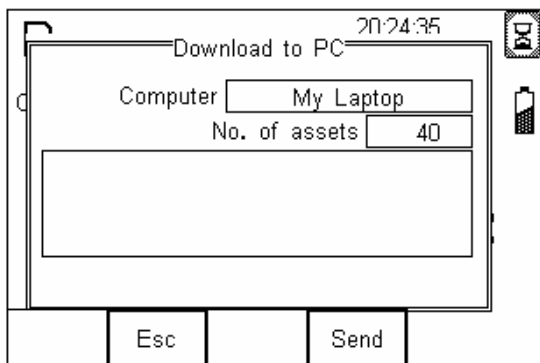 20:24:35
Download to PC
Computer My Laptop
No. of assets 40
Esc Send